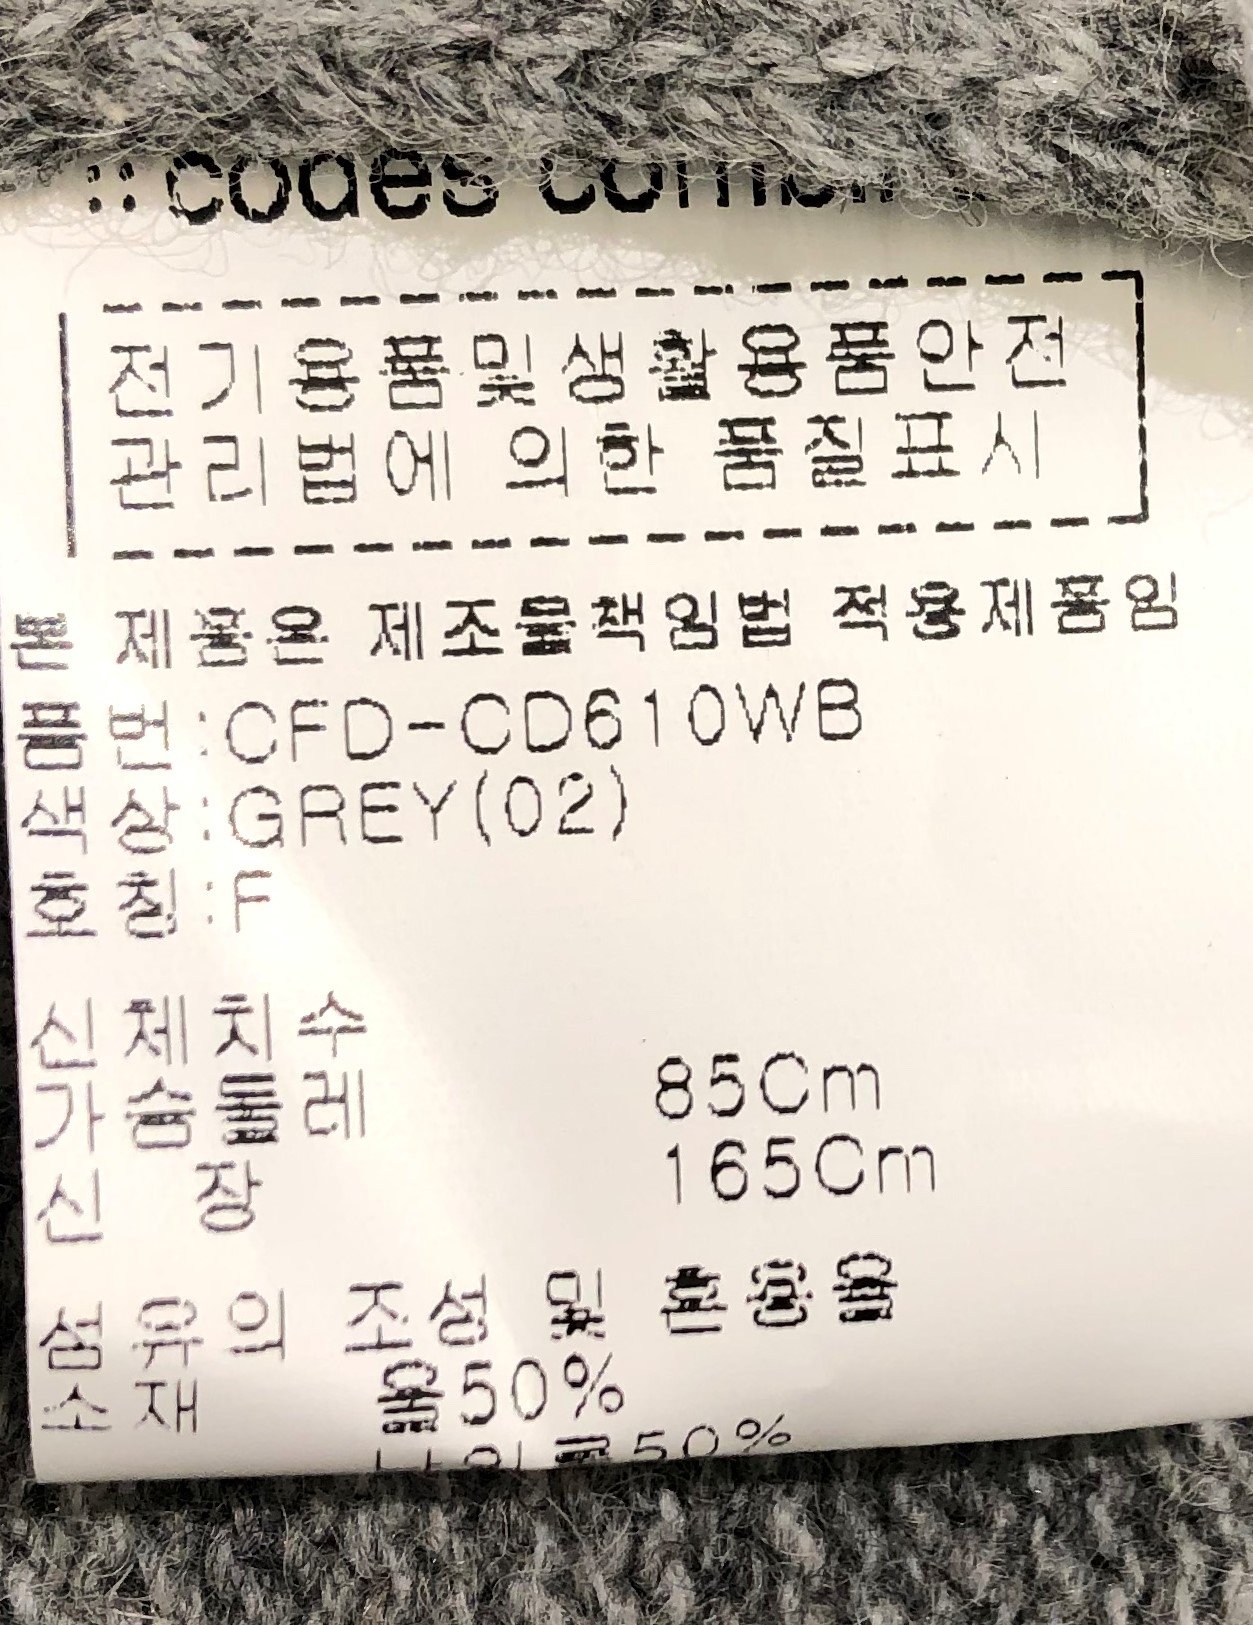 ::codes combine
전기용품및생활용품안전
관리법에 의한 품질표시
본 제품은 제조물책임법 적용제품임
품 번 :CFD-CD610WB
색 상 :GREY(02)
호 칭 :F
신체치수
가슴둘레 85Cm
신 장 165Cm
섬유의 조성 및 혼용율
소재 울50%
50%